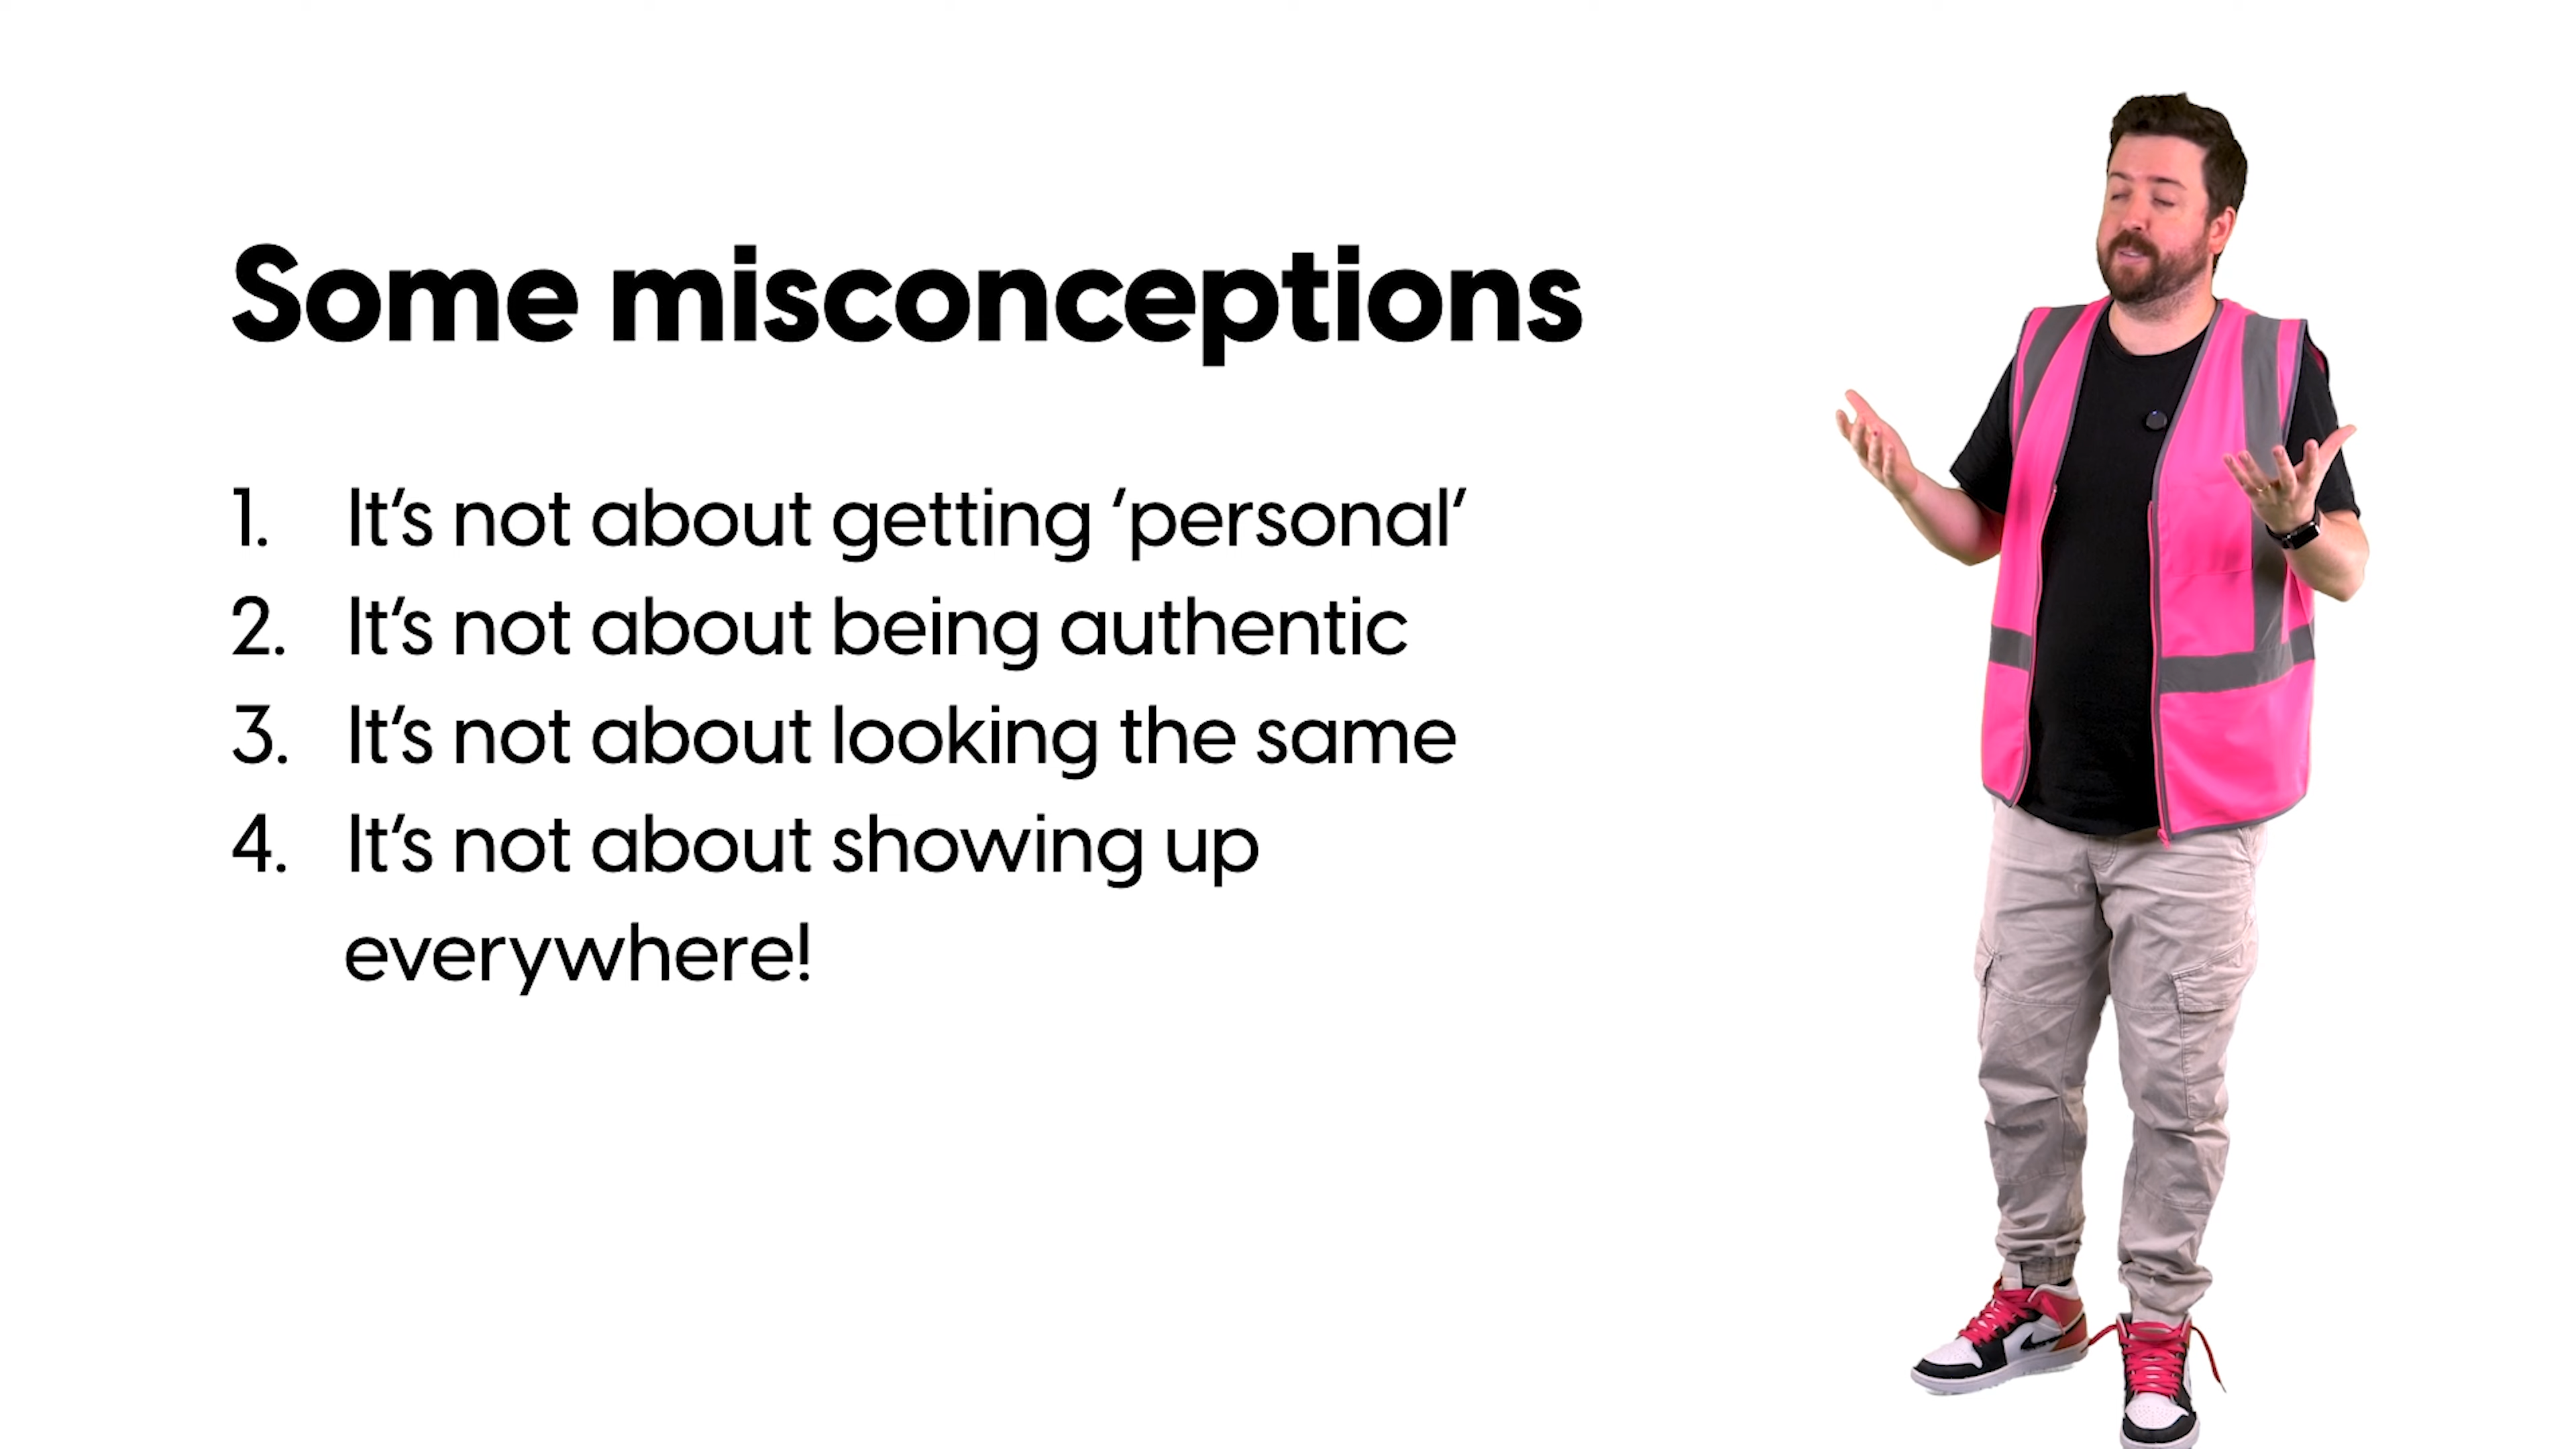 Some misconceptions
1. It‘s not about getting ‘personal’
2. It‘s not about being authentic
3. It‘s not about looking the same
4. It‘s not about showing up
everywhere!